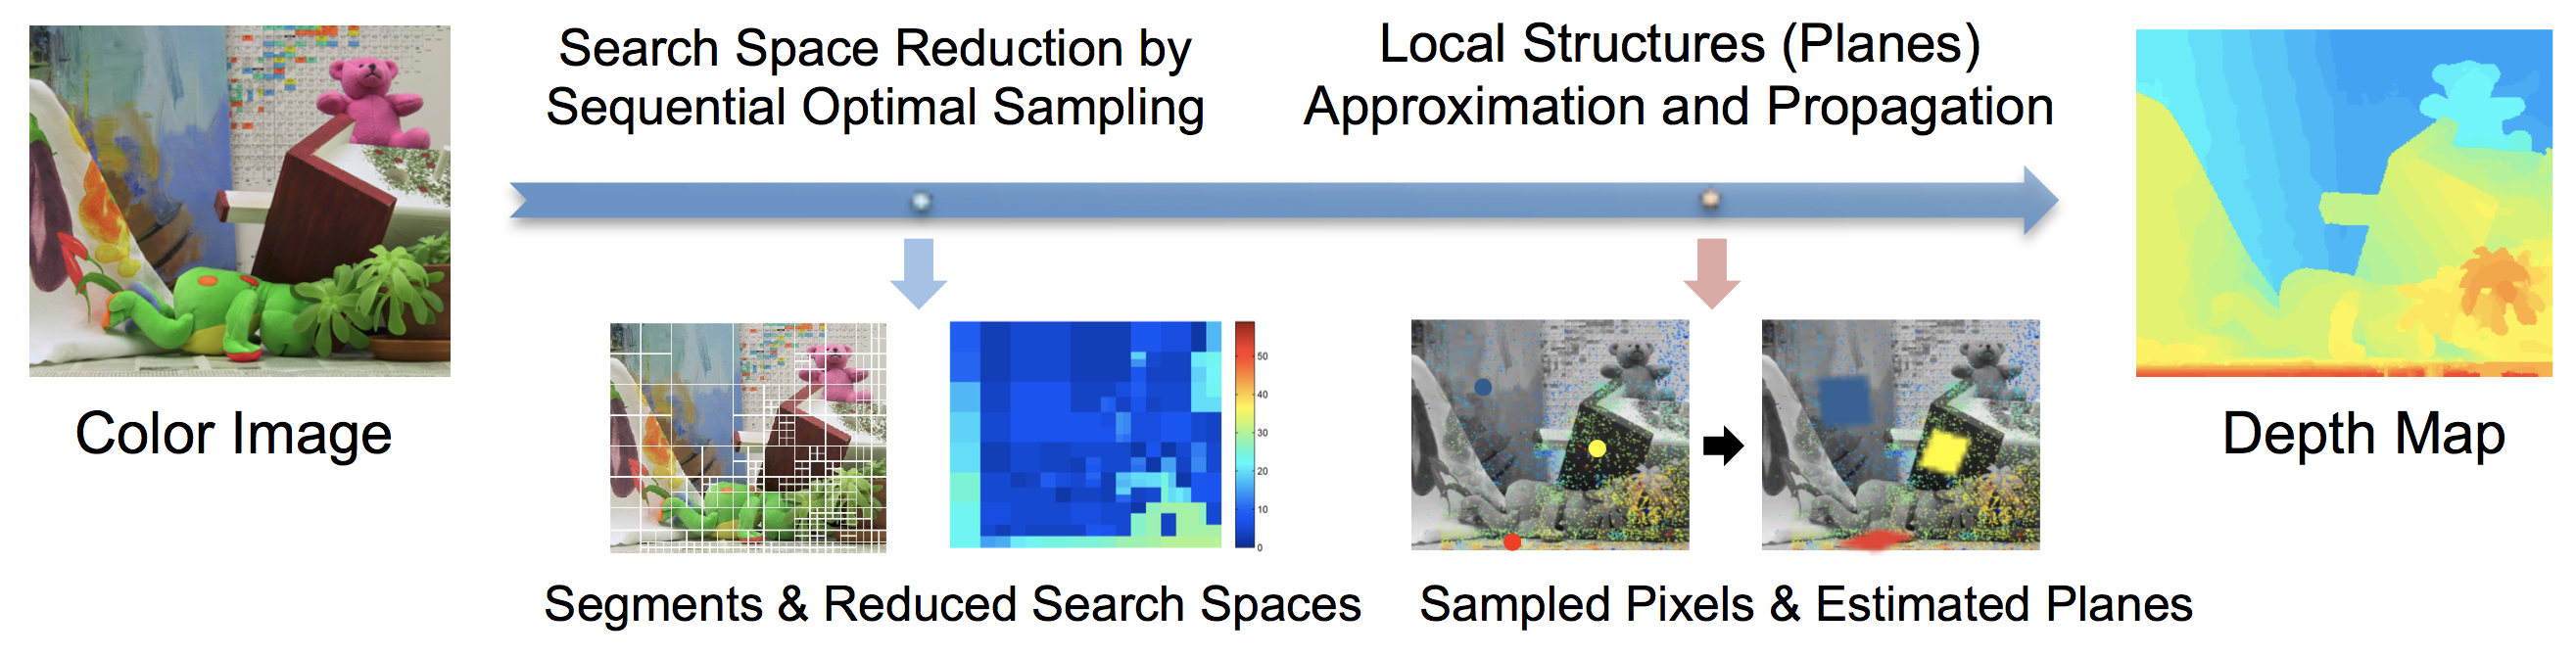 Search Space Reduction by
Sequential Optimal Sampling
Local Structures (Planes)
Approximation and Propagation
Color Image
50
40
30
20
10
0
Depth Map
Segments & Reduced Search Spaces
Sampled Pixels & Estimated Planes